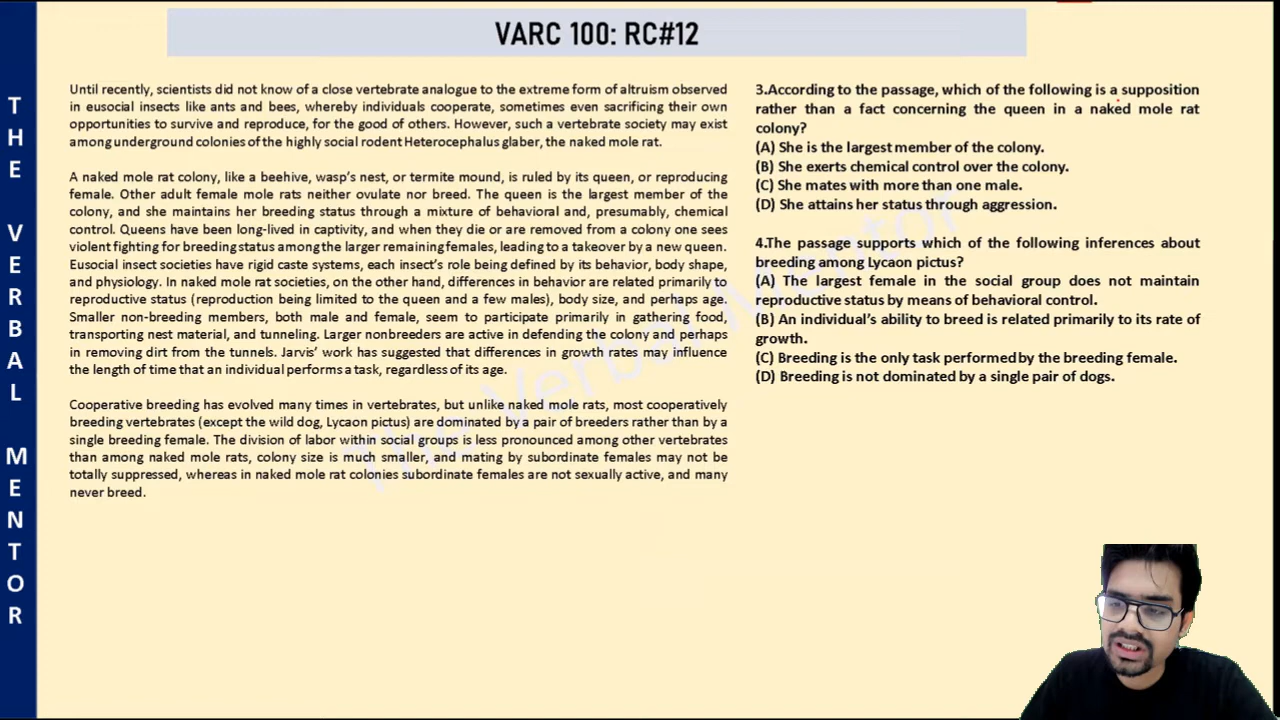 VARC 100: RC#12
THE VERBAL MENTOR
Until recently, scientists did not know of a close vertebrate analogue to the extreme form of altruism observed
in eusocial insects like ants and bees, whereby individuals cooperate, sometimes even sacrificing their own
opportunities to survive and reproduce, for the good of others. However, such a vertebrate society may exist
among underground colonies of the highly social rodent Heterocephalus glaber, the naked mole rat.
A naked mole rat colony, like a beehive, wasp's nest, or termite mound, is ruled by its queen, or reproducing
female. Other adult female mole rats neither ovulate nor breed. The queen is the largest member of the
colony, and she maintains her breeding status through a mixture of behavioral and, presumably, chemical
control. Queens have been long-lived in captivity, and when they die or are removed from a colony one sees
violent fighting for breeding status among the larger remaining females, leading to a takeover by a new queen.
Eusocial insect societies have rigid caste systems, each insect's role being defined by its behavior, body shape,
and physiology. In naked mole rat societies, on the other hand, differences in behavior are related primarily to
reproductive status (reproduction being limited to the queen and a few males), body size, and perhaps age.
Smaller non-breeding members, both male and female, seem to participate primarily in gathering food,
transporting nest material, and tunneling. Larger nonbreeders are active in defending the colony and perhaps
in removing dirt from the tunnels. Jarvis' work has suggested that differences in growth rates may influence
the length of time that an individual performs a task, regardless of its age.
Cooperative breeding has evolved many times in vertebrates, but unlike naked mole rats, most cooperatively
breeding vertebrates (except the wild dog, Lycaon pictus) are dominated by a pair of breeders rather than by a
single breeding female. The division of labor within social groups is less pronounced among other vertebrates
than among naked mole rats, colony size is much smaller, and mating by subordinate females may not be
totally suppressed, whereas in naked mole rat colonies subordinate females are not sexually active, and many
never breed.
3.According to the passage, which of the following is a supposition
rather than a fact concerning the queen in a naked mole rat
colony?
(A) She is the largest member of the colony.
(B) She exerts chemical control over the colony.
(C) She mates with more than one male.
(D) She attains her status through aggression.
4.The passage supports which of the following inferences about
breeding among Lycaon pictus?
(A) The largest female in the social group does not maintain
reproductive status by means of behavioral control.
(B) An individual's ability to breed is related primarily to its rate of
growth.
(C) Breeding is the only task performed by the breeding female.
(D) Breeding is not dominated by a single pair of dogs.
The Verbal Mentor